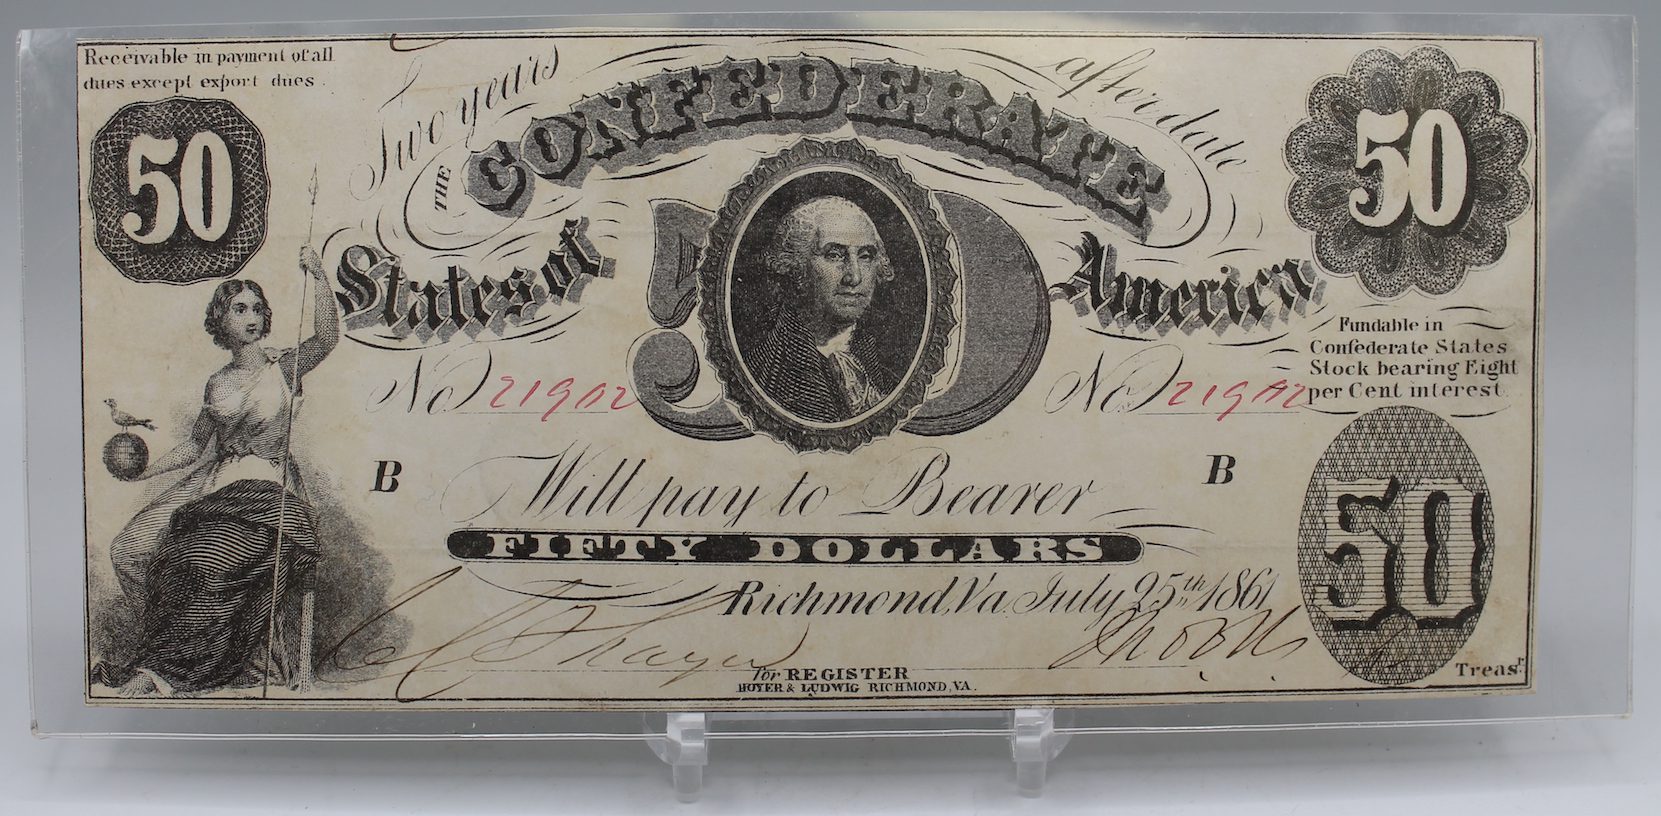 Receivable in payment of all
dues except export dues.
50
Two years after date
50
THE CONFEDERATE
States of America
50
Fundable in
Confederate States
Stock bearing Eight
per Cent interest.
No 21902
No 21902
B
B
Will pay to Bearer
50
FIFTY DOLLARS
Richmond, Va. July 25th 1861
for REGISTER
HOYER & LUDWIG RICHMOND, VA.
Treasr.